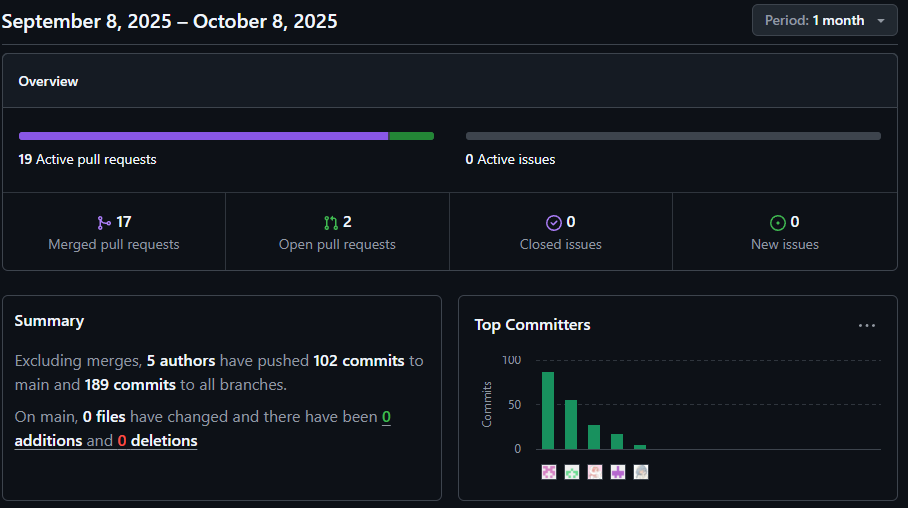 September 8, 2025 – October 8, 2025
Period: 1 month
Overview
19 Active pull requests
0 Active issues
17
Merged pull requests
2
Open pull requests
0
Closed issues
0
New issues
Summary
Excluding merges, 5 authors have pushed 102 commits to
main and 189 commits to all branches.
On main, 0 files have changed and there have been 0
additions and 0 deletions
Top Committers
Commits
100
50
0